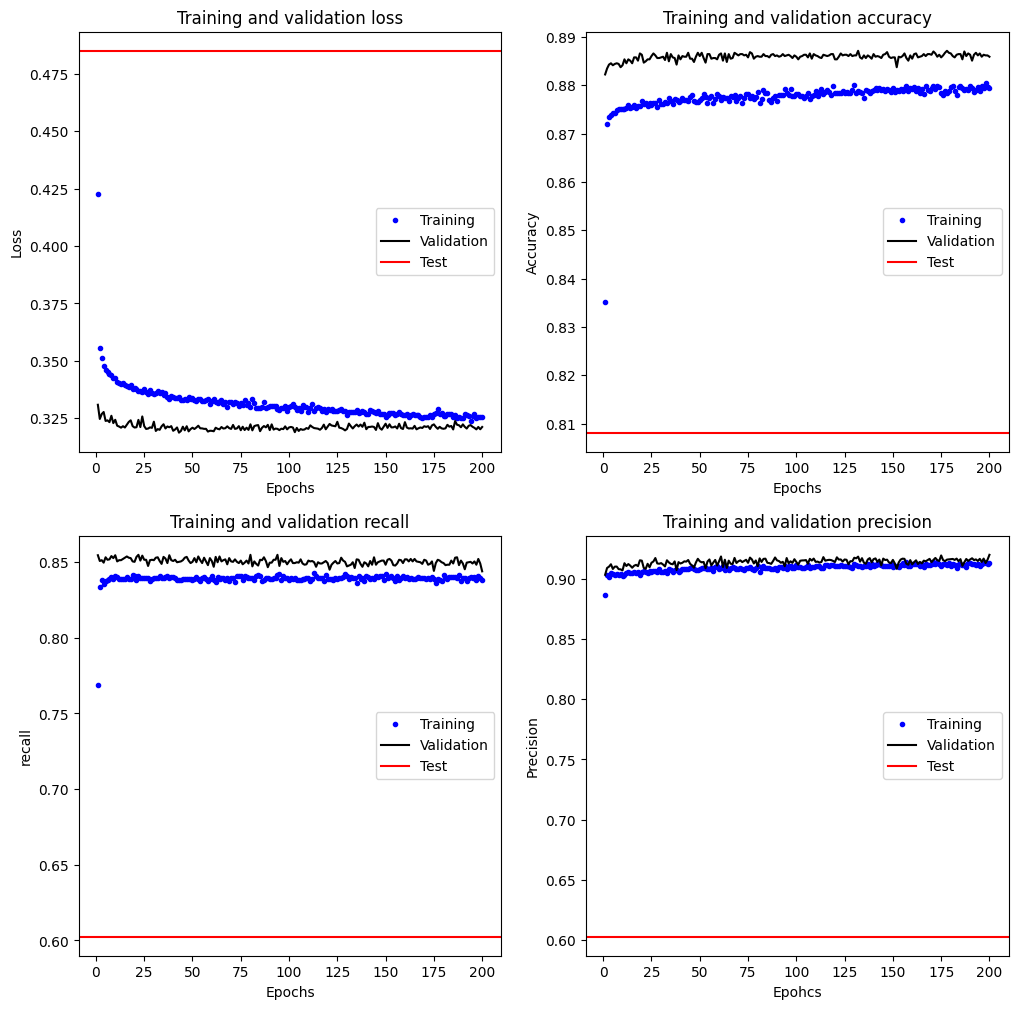 Training and validation loss
0.475
0.450
0.425
0.400
0.375
0.350
0.325
Loss
Training
Validation
Test
0 25 50 75 100 125 150 175 200
Epochs
Training and validation accuracy
0.89
0.88
0.87
0.86
0.85
0.84
0.83
0.82
0.81
Accuracy
Training
Validation
Test
0 25 50 75 100 125 150 175 200
Epochs
Training and validation recall
0.85
0.80
0.75
0.70
0.65
0.60
recall
Training
Validation
Test
0 25 50 75 100 125 150 175 200
Epochs
Training and validation precision
0.90
0.85
0.80
0.75
0.70
0.65
0.60
Precision
Training
Validation
Test
0 25 50 75 100 125 150 175 200
Epohcs